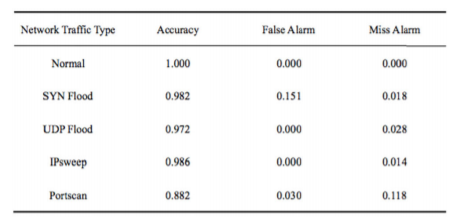 Network Traffic Type Accuracy False Alarm Miss Alarm
Normal 1.000 0.000 0.000
SYN Flood 0.982 0.151 0.018
UDP Flood 0.972 0.000 0.028
IPsweep 0.986 0.000 0.014
Portscan 0.882 0.030 0.118